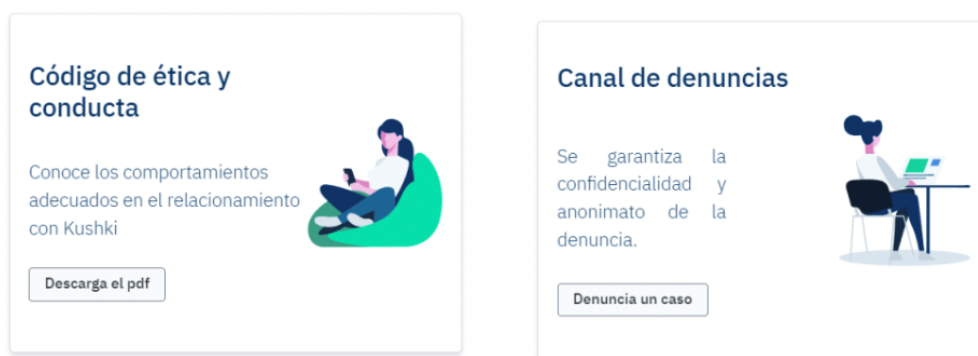 Código de ética y
conducta
Conoce los comportamientos
adecuados en el relacionamiento
con Kushki
Descarga el pdf
Canal de denuncias
Se garantiza la
confidencialidad y
anonimato de la
denuncia.
Denuncia un caso